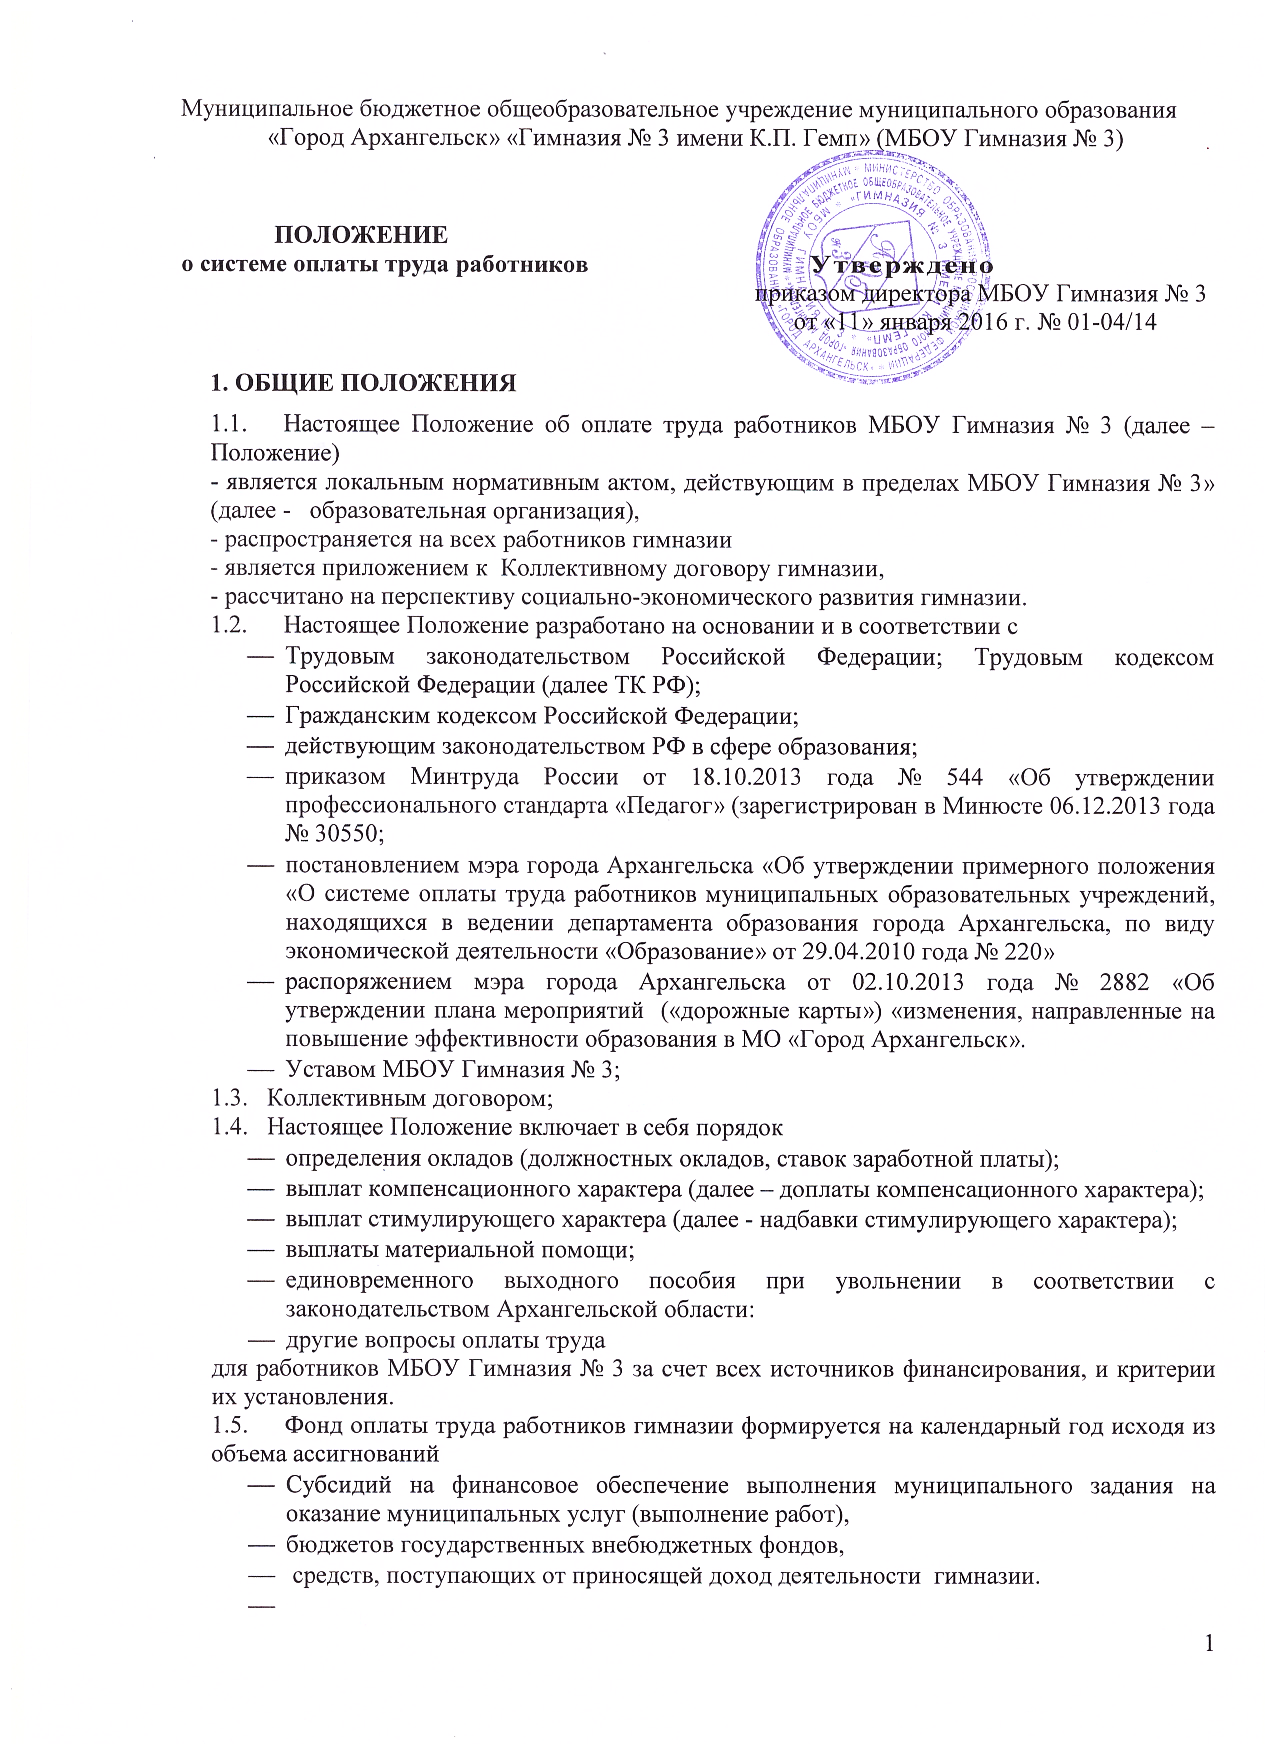 Муниципальное бюджетное общеобразовательное учреждение муниципального образования
«Город Архангельск» «Гимназия № 3 имени К.П. Гемп» (МБОУ Гимназия № 3)
ПОЛОЖЕНИЕ
о системе оплаты труда работников
Утверждено
приказом директора МБОУ Гимназия № 3
от «11» января 2016 г. № 01-04/14
1. ОБЩИЕ ПОЛОЖЕНИЯ
1.1. Настоящее Положение об оплате труда работников МБОУ Гимназия № 3 (далее –
Положение)
- является локальным нормативным актом, действующим в пределах МБОУ Гимназия № 3»
(далее - образовательная организация),
- распространяется на всех работников гимназии
- является приложением к Коллективному договору гимназии,
- рассчитано на перспективу социально-экономического развития гимназии.
1.2. Настоящее Положение разработано на основании и в соответствии с
— Трудовым законодательством Российской Федерации; Трудовым кодексом
Российской Федерации (далее ТК РФ);
— Гражданским кодексом Российской Федерации;
— действующим законодательством РФ в сфере образования;
— приказом Минтруда России от 18.10.2013 года № 544 «Об утверждении
профессионального стандарта «Педагог» (зарегистрирован в Минюсте 06.12.2013 года
№ 30550;
— постановлением мэра города Архангельска «Об утверждении примерного положения
«О системе оплаты труда работников муниципальных образовательных учреждений,
находящихся в ведении департамента образования города Архангельска, по виду
экономической деятельности «Образование» от 29.04.2010 года № 220»
— распоряжением мэра города Архангельска от 02.10.2013 года № 2882 «Об
утверждении плана мероприятий («дорожные карты») «изменения, направленные на
повышение эффективности образования в МО «Город Архангельск».
— Уставом МБОУ Гимназия № 3;
1.3. Коллективным договором;
1.4. Настоящее Положение включает в себя порядок
— определения окладов (должностных окладов, ставок заработной платы);
— выплат компенсационного характера (далее – доплаты компенсационного характера);
— выплат стимулирующего характера (далее - надбавки стимулирующего характера);
— выплаты материальной помощи;
— единовременного выходного пособия при увольнении в соответствии с
законодательством Архангельской области:
— другие вопросы оплаты труда
для работников МБОУ Гимназия № 3 за счет всех источников финансирования, и критерии
их установления.
1.5. Фонд оплаты труда работников гимназии формируется на календарный год исходя из
объема ассигнований
— Субсидий на финансовое обеспечение выполнения муниципального задания на
оказание муниципальных услуг (выполнение работ),
— бюджетов государственных внебюджетных фондов,
— средств, поступающих от приносящей доход деятельности гимназии.
—
1